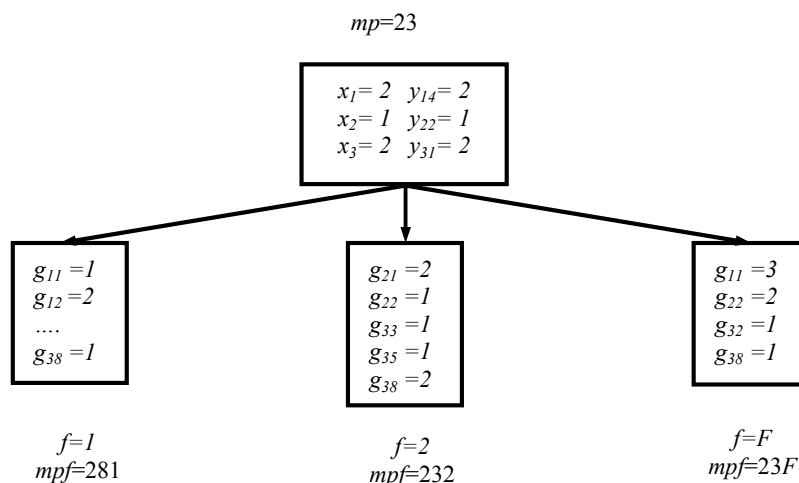 mp=23
x1= 2 y14= 2
x2= 1 y22= 1
x3= 2 y31= 2
g11 =1
g12 =2
....
g38 =1
g21 =2
g22 =1
g33 =1
g35 =1
g38 =2
g11 =3
g22 =2
g32 =1
g38 =1
f=1
mpf=281
f=2
mpf=232
f=F
mpf=23F